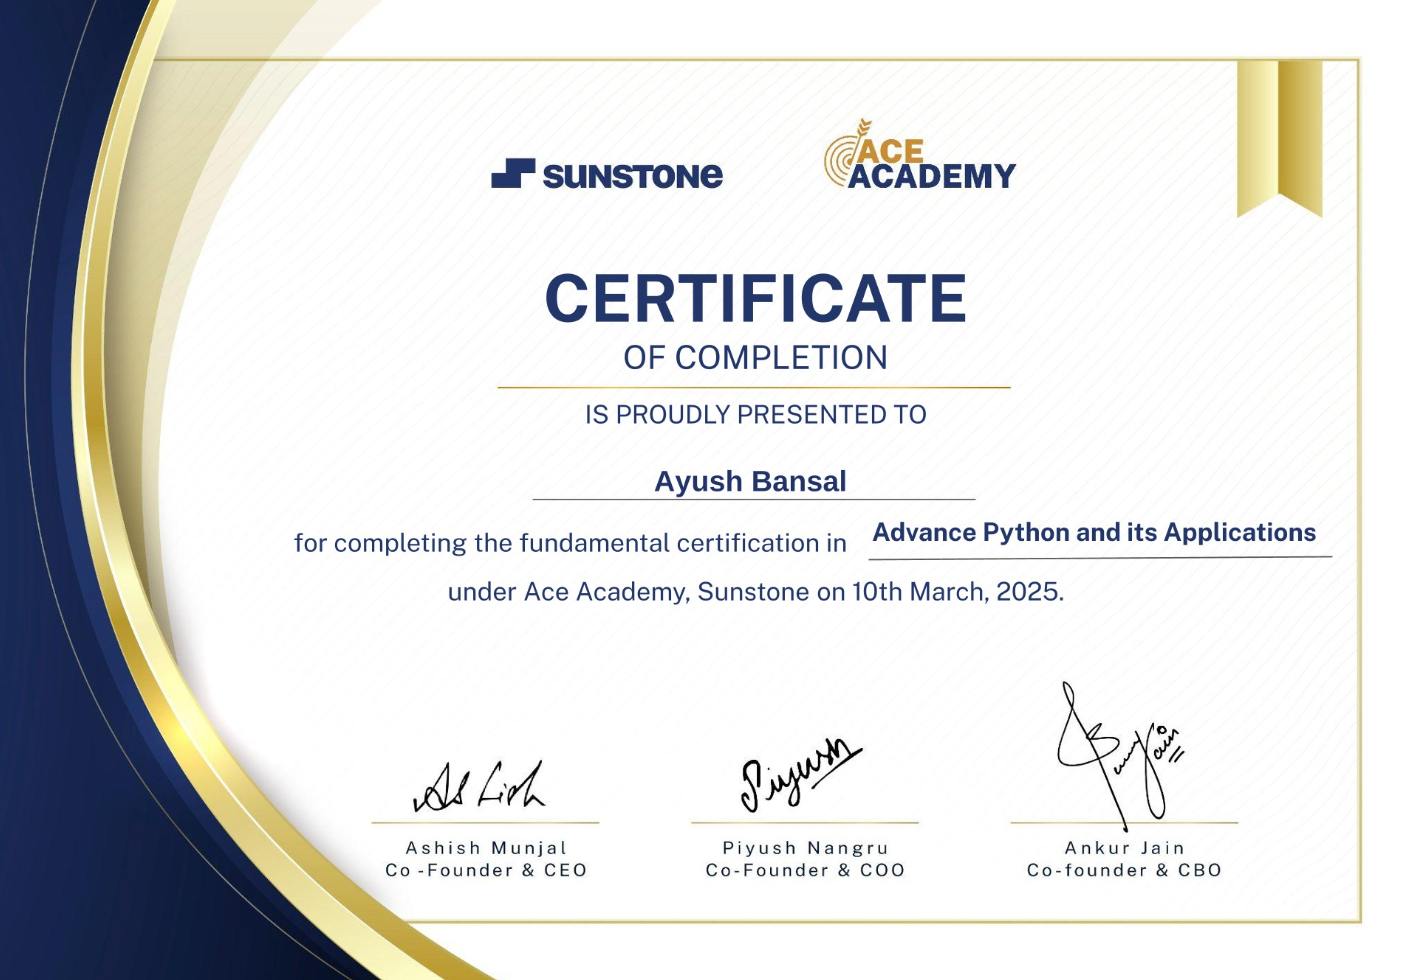 SUNSTONE
ACE
ACADEMY
CERTIFICATE
OF COMPLETION
IS PROUDLY PRESENTED TO
Ayush Bansal
for completing the fundamental certification in Advance Python and its Applications
under Ace Academy, Sunstone on 10th March, 2025.
Piyush
Jain
Ashish Munjal
Co -Founder & CEO
Piyush Nangru
Co-Founder & COO
Ankur Jain
Co-founder & CBO